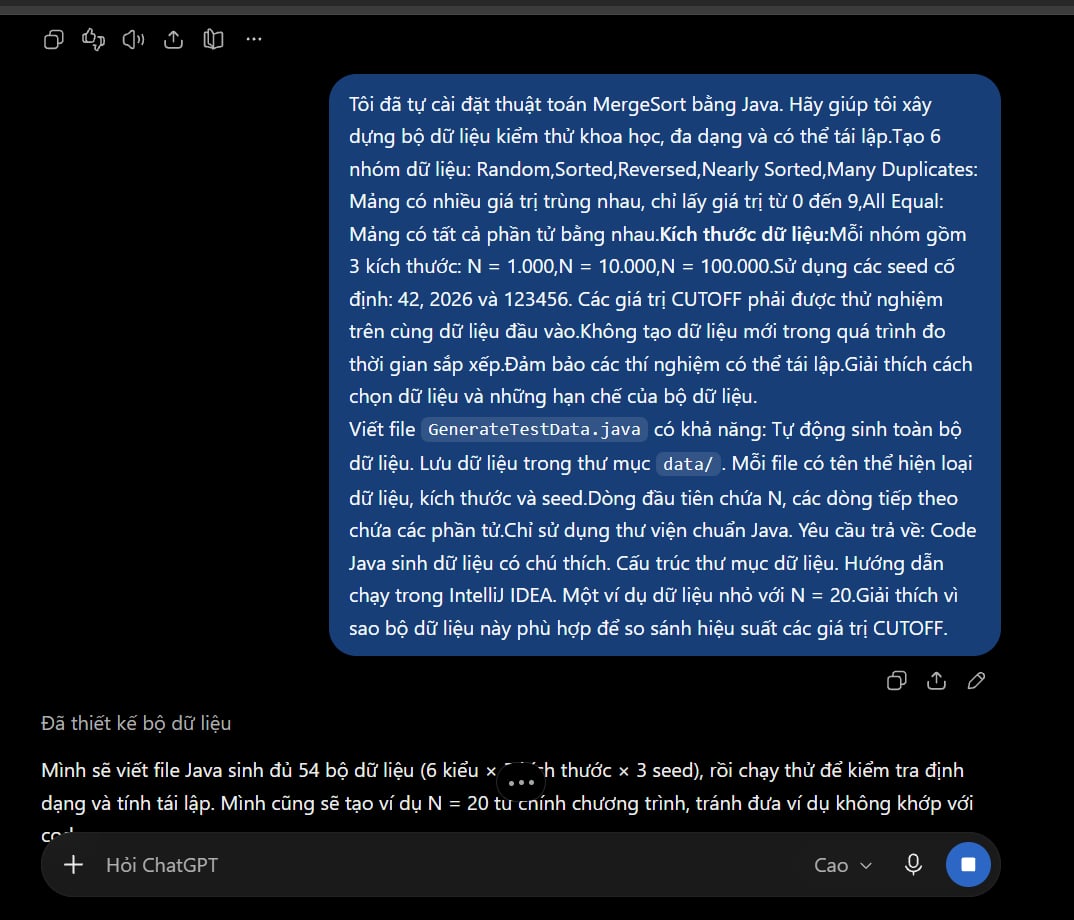 Tôi đã tự cài đặt thuật toán MergeSort bằng Java. Hãy giúp tôi xây
dựng bộ dữ liệu kiểm thử khoa học, đa dạng và có thể tái lập.Tạo 6
nhóm dữ liệu: Random,Sorted,Reversed,Nearly Sorted,Many Duplicates:
Mảng có nhiều giá trị trùng nhau, chỉ lấy giá trị từ 0 đến 9,All Equal:
Mảng có tất cả phần tử bằng nhau.Kích thước dữ liệu:Mỗi nhóm gồm
3 kích thước: N = 1.000,N = 10.000,N = 100.000.Sử dụng các seed cố
định: 42, 2026 và 123456. Các giá trị CUTOFF phải được thử nghiệm
trên cùng dữ liệu đầu vào.Không tạo dữ liệu mới trong quá trình đo
thời gian sắp xếp.Đảm bảo các thí nghiệm có thể tái lập.Giải thích cách
chọn dữ liệu và những hạn chế của bộ dữ liệu.
Viết file GenerateTestData.java có khả năng: Tự động sinh toàn bộ
dữ liệu. Lưu dữ liệu trong thư mục data/. Mỗi file có tên thể hiện loại
dữ liệu, kích thước và seed.Dòng đầu tiên chứa N, các dòng tiếp theo
chứa các phần tử.Chỉ sử dụng thư viện chuẩn Java. Yêu cầu trả về: Code
Java sinh dữ liệu có chú thích. Cấu trúc thư mục dữ liệu. Hướng dẫn
chạy trong IntelliJ IDEA. Một ví dụ dữ liệu nhỏ với N = 20.Giải thích vì
sao bộ dữ liệu này phù hợp để so sánh hiệu suất các giá trị CUTOFF.
Đã thiết kế bộ dữ liệu
Mình sẽ viết file Java sinh đủ 54 bộ dữ liệu (6 kiểu × thước × 3 seed), rồi chạy thử để kiểm tra định
dạng và tính tái lập. Mình cũng sẽ tạo ví dụ N = 20 từ chính chương trình, tránh đưa ví dụ không khớp với
Hỏi ChatGPT
Cao